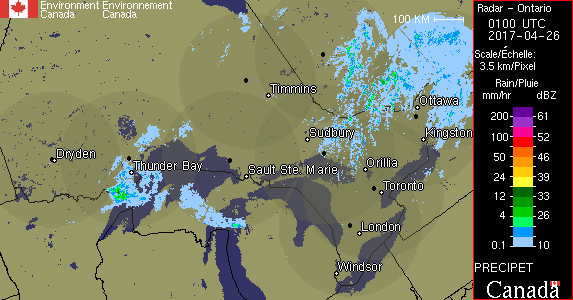 Environment Environnement
Canada Canada
100 KM
Timmins
Ottawa
Sudbury
Kingston
Dryden
Thunder Bay
Sault Ste. Marie
Orillia
Toronto
London
Windsor
Radar - Ontario
0100 UTC
2017-04-26
Scale/Échelle:
3.5 km/Pixel
Rain/Pluie
mm/hr dBZ
200 61
100 52
50 46
24 39
12 33
4 26
0.1 10
PRECIPET
Canada